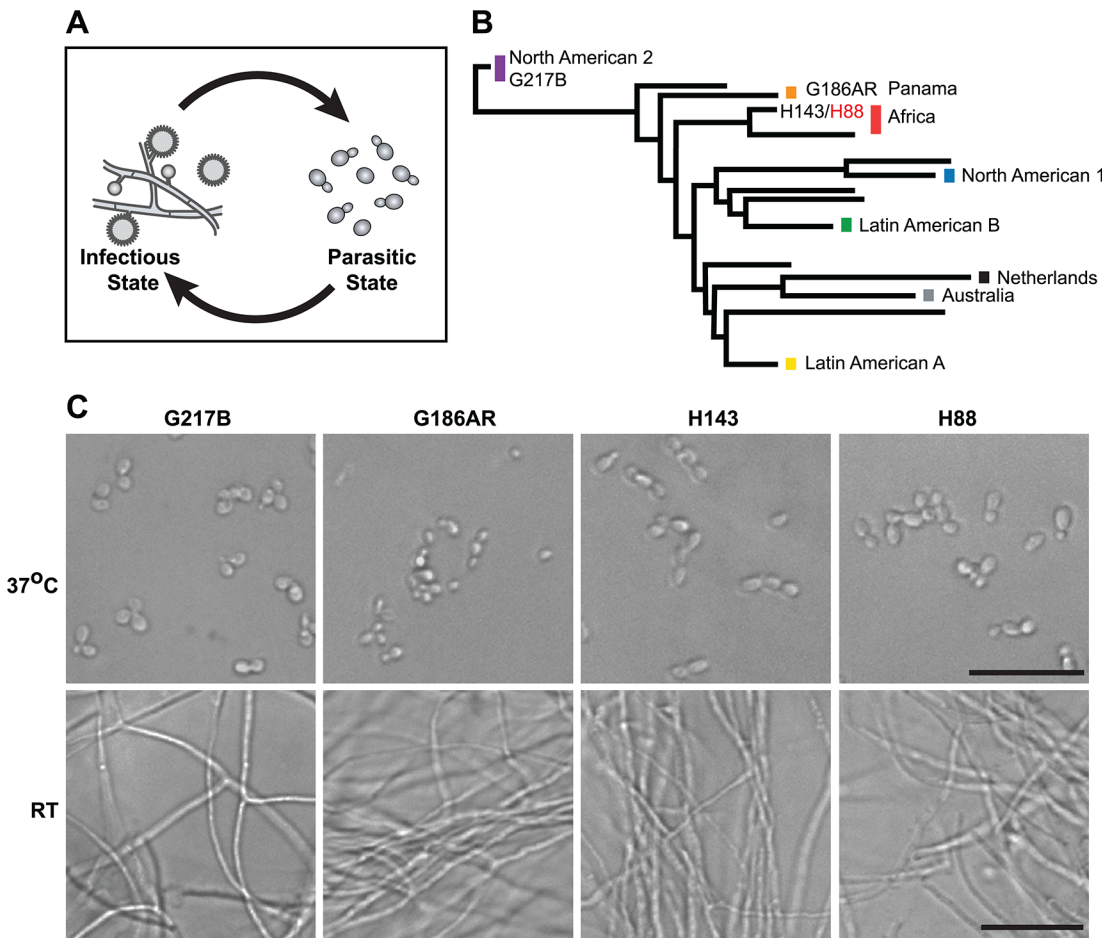 A
Infectious
State
Parasitic
State
B
North American 2
G217B
G186AR Panama
H143/H88
Africa
North American 1
Latin American B
Netherlands
Australia
Latin American A
C
G217B G186AR H143 H88
37°C
RT